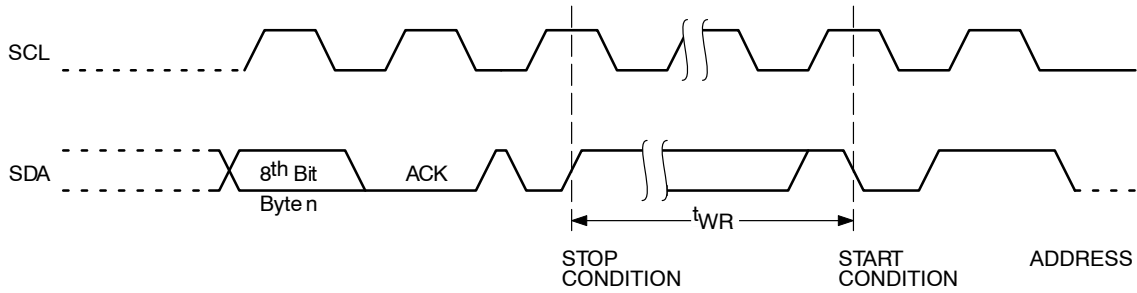 SCL
SDA
8th Bit
Byte n
ACK
tWR
STOP
CONDITION
START
CONDITION
ADDRESS